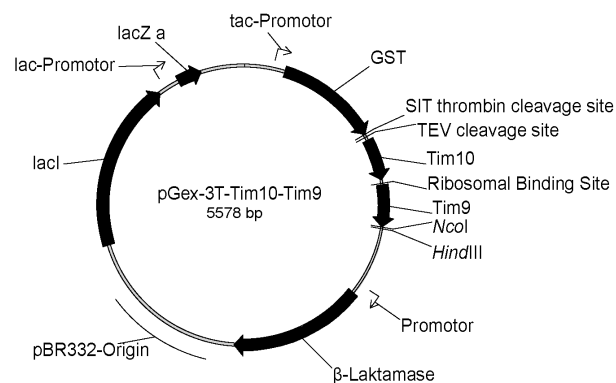 tac-Promotor
lacZ a
lac-Promotor
GST
SIT thrombin cleavage site
TEV cleavage site
lacI
Tim10
pGex-3T-Tim10-Tim9
5578 bp
Ribosomal Binding Site
Tim9
NcoI
HindIII
Promotor
pBR332-Origin
β-Laktamase